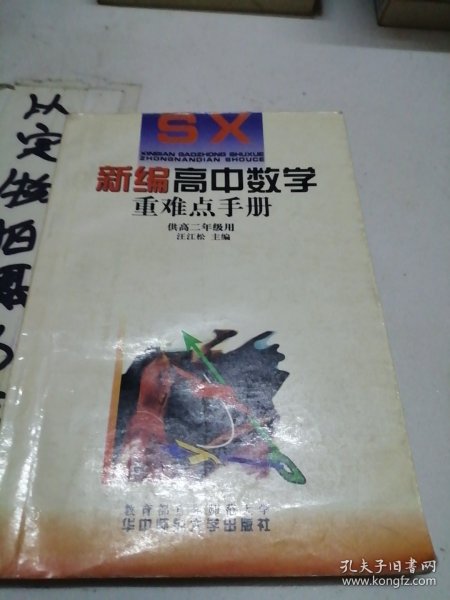 SX
XINBIAN GAOZHONG SHUXUE
ZHONGNANDIAN SHOUCE
新编高中数学
重难点手册
供高二年级用
汪江松 主编
华中师范大学出版社
从
定
孔夫子旧书网
www.kongfz.com